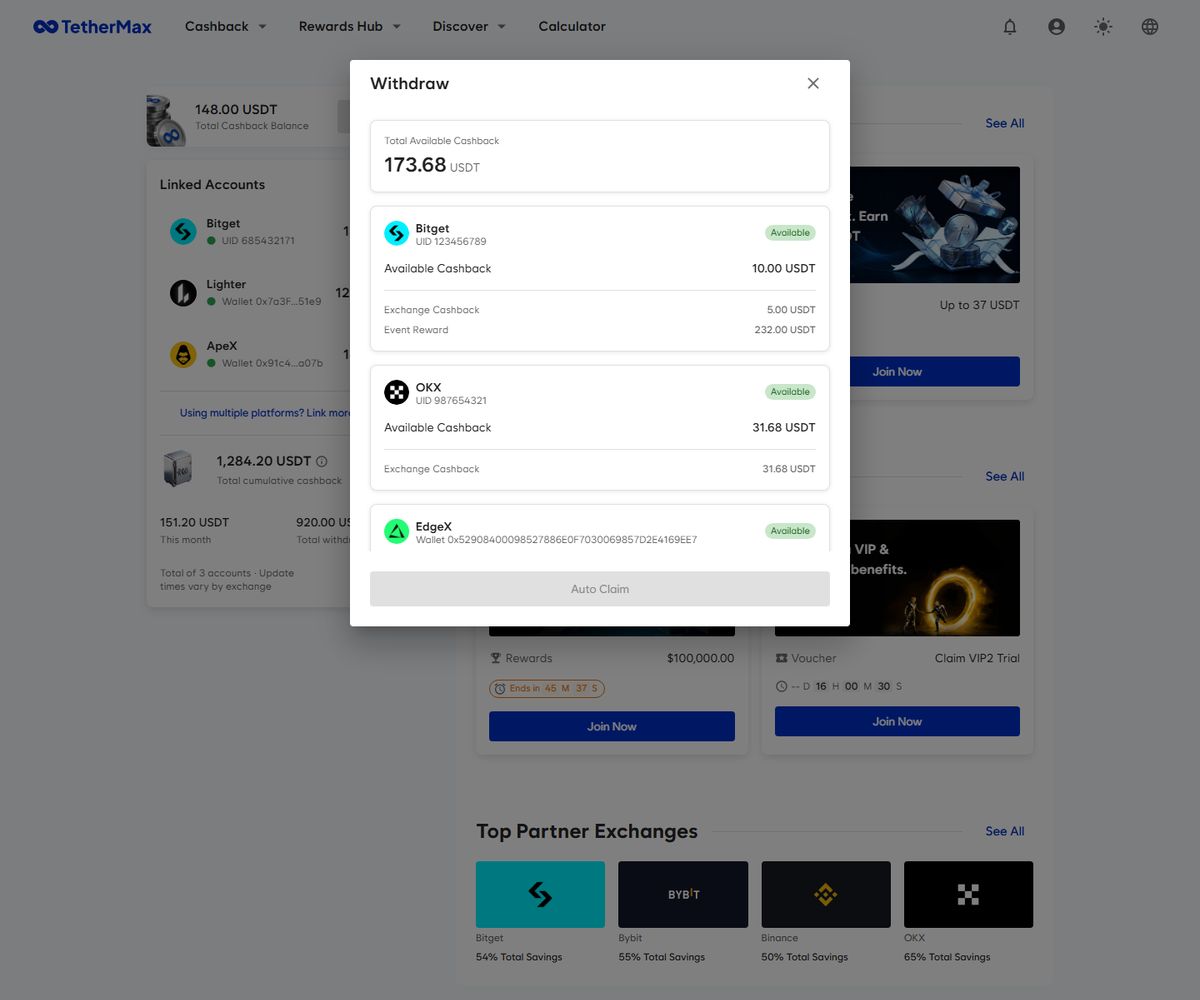 TetherMax
Cashback
Rewards Hub
Discover
Calculator
148.00 USDT
Total Cashback Balance
Linked Accounts
Bitget
UID 685432171
1
Lighter
Wallet 0x7a3F...51e9
12
ApeX
Wallet 0x91c4...a07b
1
Using multiple platforms? Link more
1,284.20 USDT
Total cumulative cashback
151.20 USDT
920.00 US
This month
Total withd
Total of 3 accounts · Update
times vary by exchange
Withdraw
Total Available Cashback
173.68 USDT
Bitget
UID 123456789
Available
Available Cashback
10.00 USDT
Exchange Cashback
5.00 USDT
Event Reward
232.00 USDT
OKX
UID 987654321
Available
Available Cashback
31.68 USDT
Exchange Cashback
31.68 USDT
EdgeX
Wallet 0x52908400098527886E0F7030069857D2E4169EE7
Available
Auto Claim
See All
. Earn
Up to 37 USDT
Join Now
See All
VIP &
benefits.
Rewards
$100,000.00
Ends in 45 M 37 S
Join Now
Voucher
Claim VIP2 Trial
-- D 16 H 00 M 30 S
Join Now
Top Partner Exchanges
See All
BYBIT
Bitget
54% Total Savings
Bybit
55% Total Savings
Binance
50% Total Savings
OKX
65% Total Savings